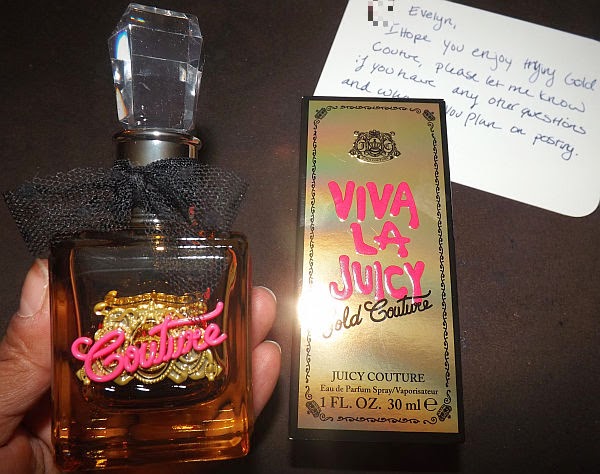 Evelyn,
I Hope you enjoy trying Gold
Couture, please let me know
if you have any other questions
and you Plan on posting.
VIVA
LA
JUICY
Gold Couture
JUICY COUTURE
Eau de Parfum Spray/Vaporisateur
1 FL. OZ. 30 ml e
Couture